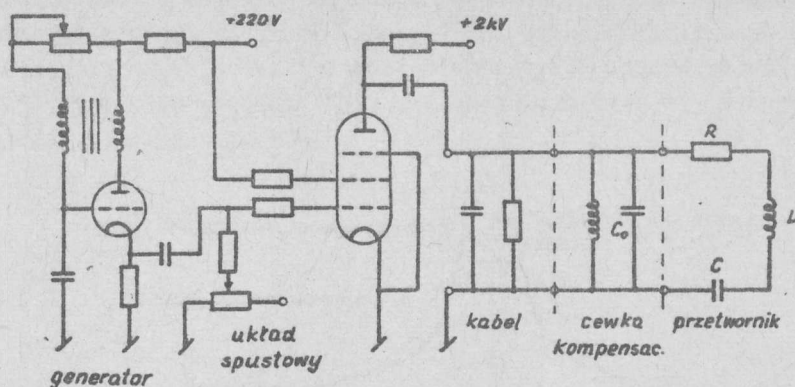 +220V
+2kV
R
L
C₀
C
kabel
cewka
kompensac.
przetwornik
układ
spustowy
generator